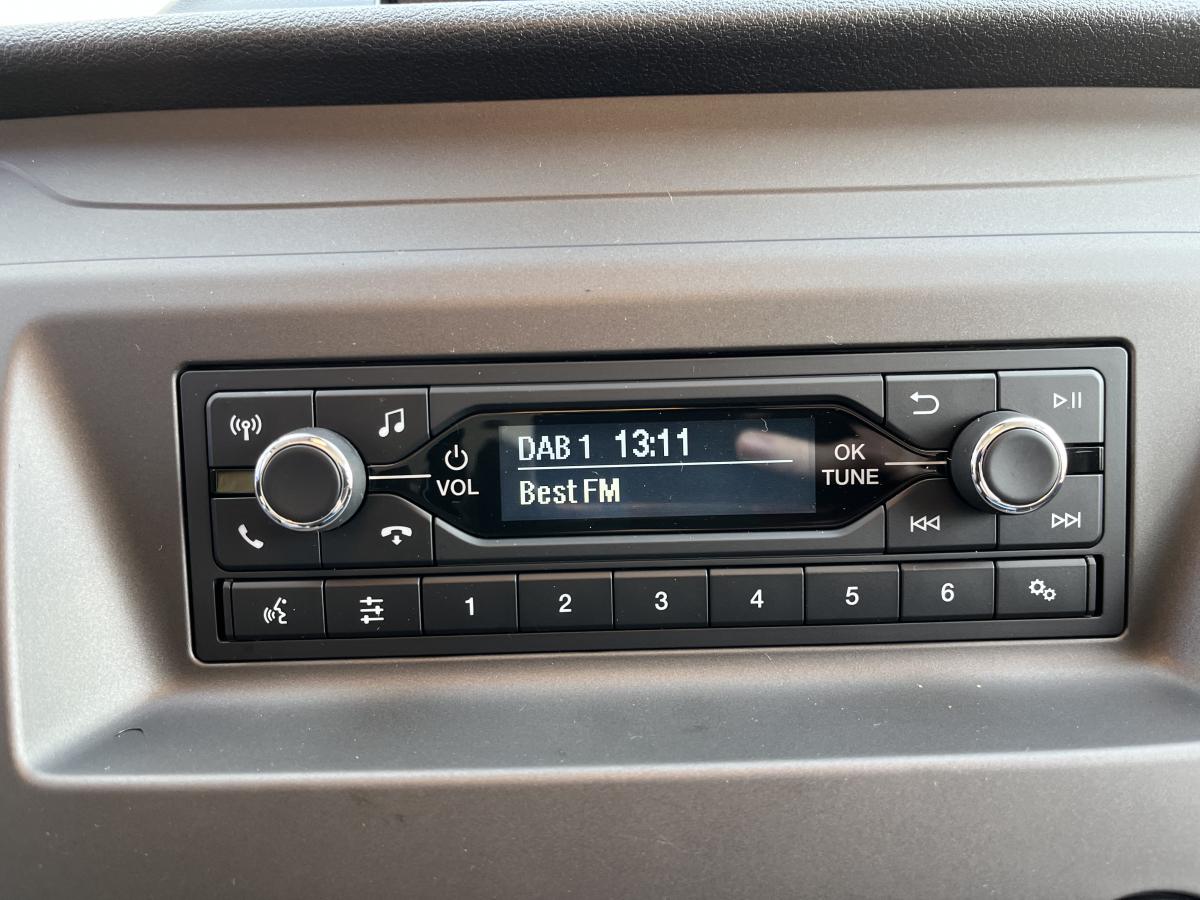 DAB 1 13:11
Best FM
VOL
OK
TUNE
1 2 3 4 5 6